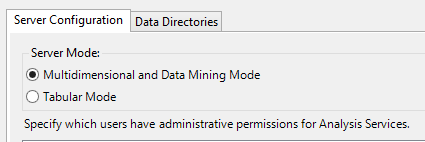 Server Configuration Data Directories
Server Mode:
Multidimensional and Data Mining Mode
Tabular Mode
Specify which users have administrative permissions for Analysis Services.